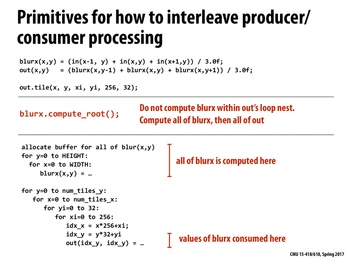 Primitives for how to interleave producer/
consumer processing
blurx(x,y) = (in(x-1, y) + in(x,y) + in(x+1,y)) / 3.0f;
out(x,y) = (blurx(x,y-1) + blurx(x,y) + blurx(x,y+1)) / 3.0f;
out.tile(x, y, xi, yi, 256, 32);
blurx.compute_root();
Do not compute blurx within out's loop nest.
Compute all of blurx, then all of out
allocate buffer for all of blur(x,y)
for y=0 to HEIGHT:
for x=0 to WIDTH:
blurx(x,y) = …
all of blurx is computed here
for y=0 to num_tiles_y:
for x=0 to num_tiles_x:
for yi=0 to 32:
for xi=0 to 256:
idx_x = x*256+xi;
idx_y = y*32+yi
out(idx_x, idx_y) = …
values of blurx consumed here
CMU 15-418/618, Spring 2017